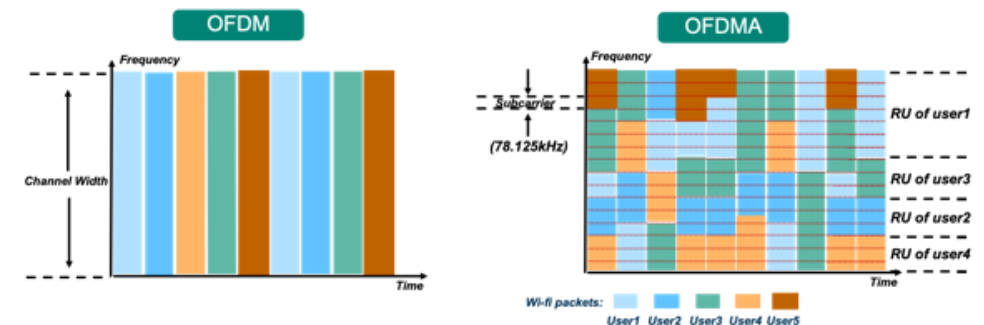 OFDM
OFDMA
Frequency
Channel Width
Time
Frequency
Subcarrier
(78.125kHz)
RU of user1
RU of user3
RU of user2
RU of user4
Time
Wi-fi packets:
User1 User2 User3 User4 User5